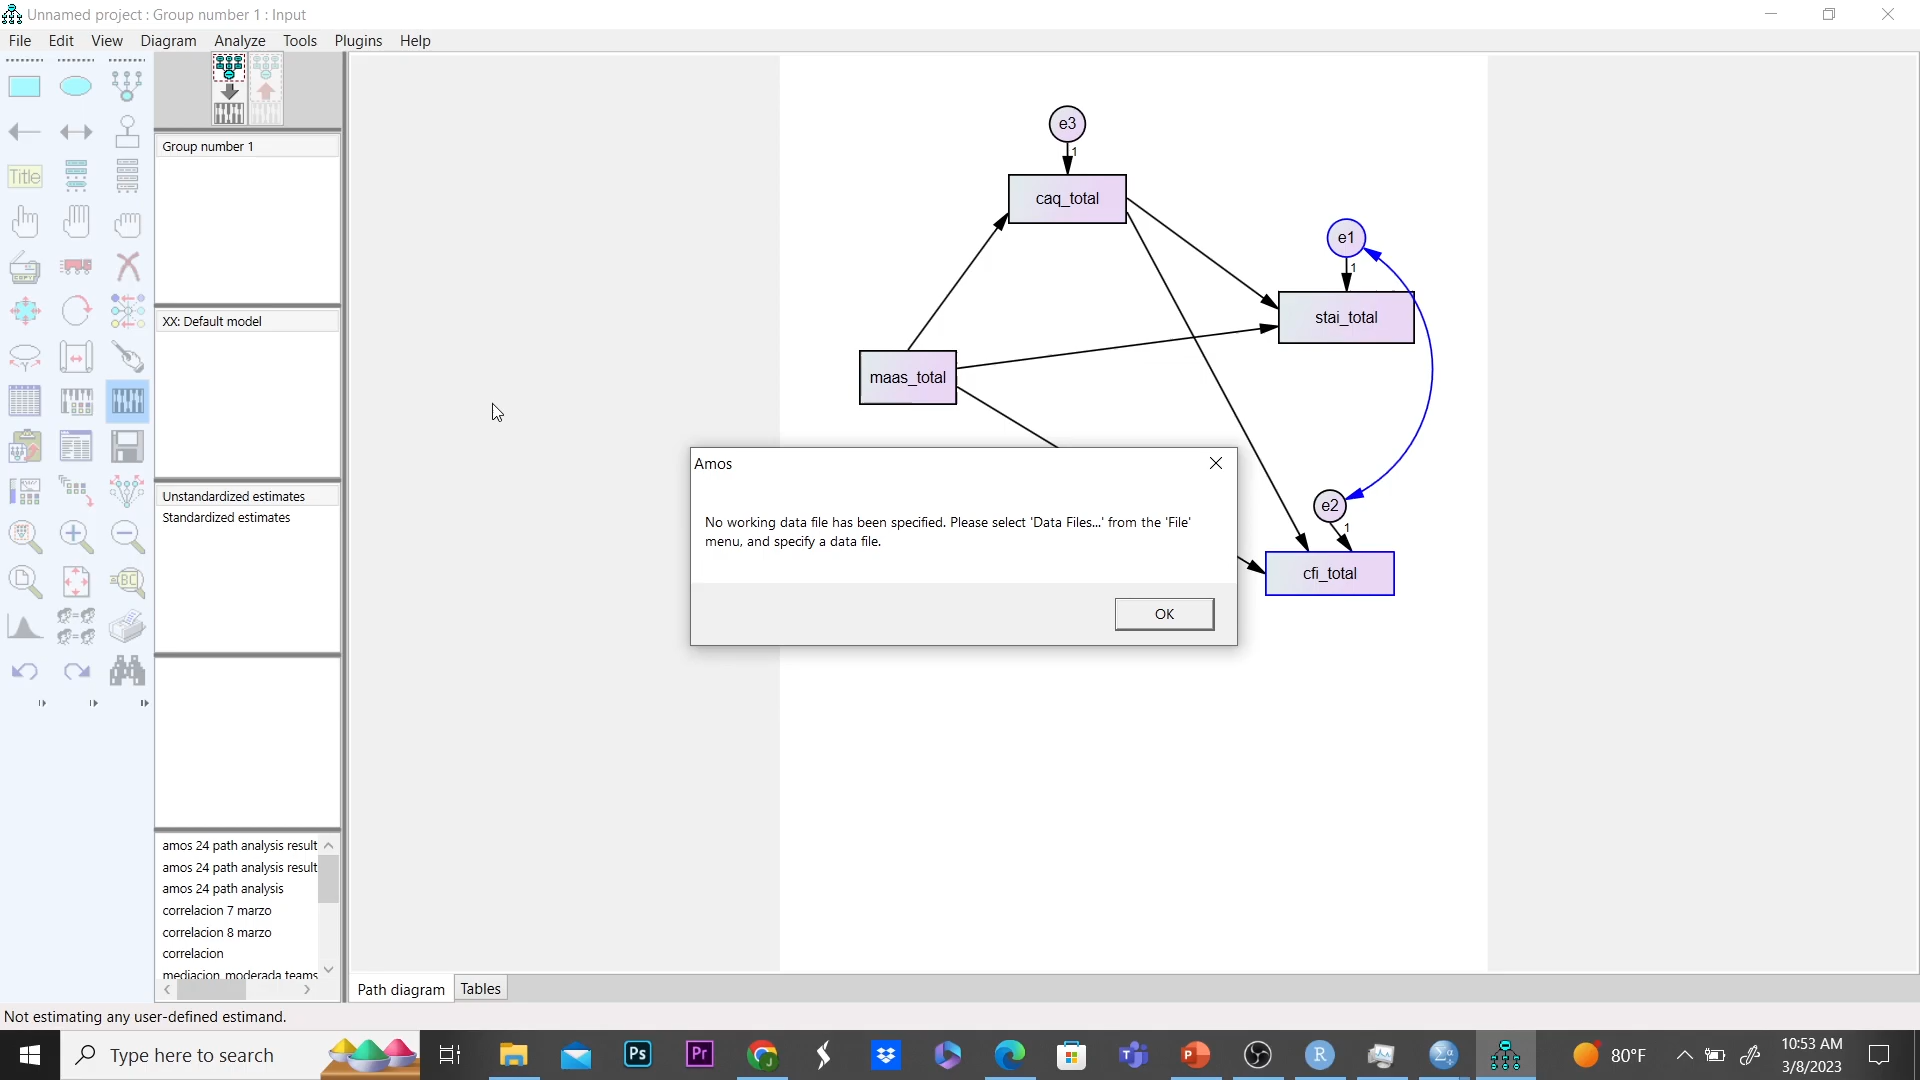 Unnamed project : Group number 1 : Input
File Edit View Diagram Analyze Tools Plugins Help
Title
Group number 1
XX: Default model
Unstandardized estimates
Standardized estimates
amos 24 path analysis result
amos 24 path analysis result
amos 24 path analysis
correlacion 7 marzo
correlacion 8 marzo
correlacion
mediacion moderada teams
e3
1
caq_total
e1
1
stai_total
maas_total
e2
1
cfi_total
Amos
No working data file has been specified. Please select 'Data Files...' from the 'File'
menu, and specify a data file.
OK
Path diagram Tables
Not estimating any user-defined estimand.
Type here to search
Ps
Pr
R
80°F
10:53 AM
3/8/2023